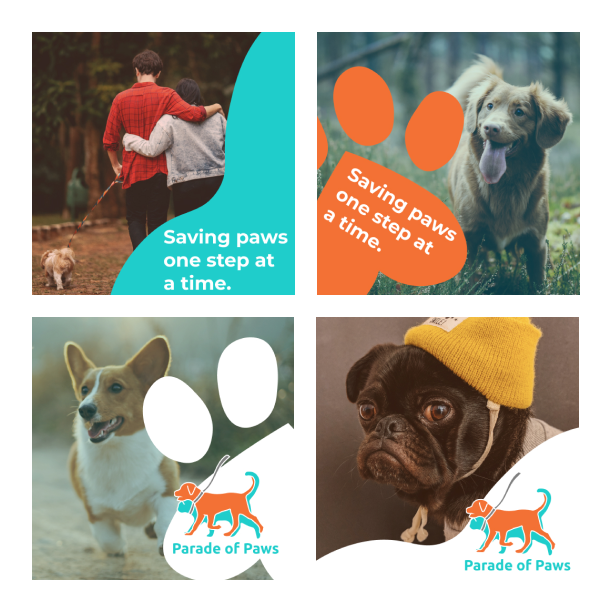 Saving paws
one step at
a time.
Saving paws
one step at
a time.
Parade of Paws
Parade of Paws